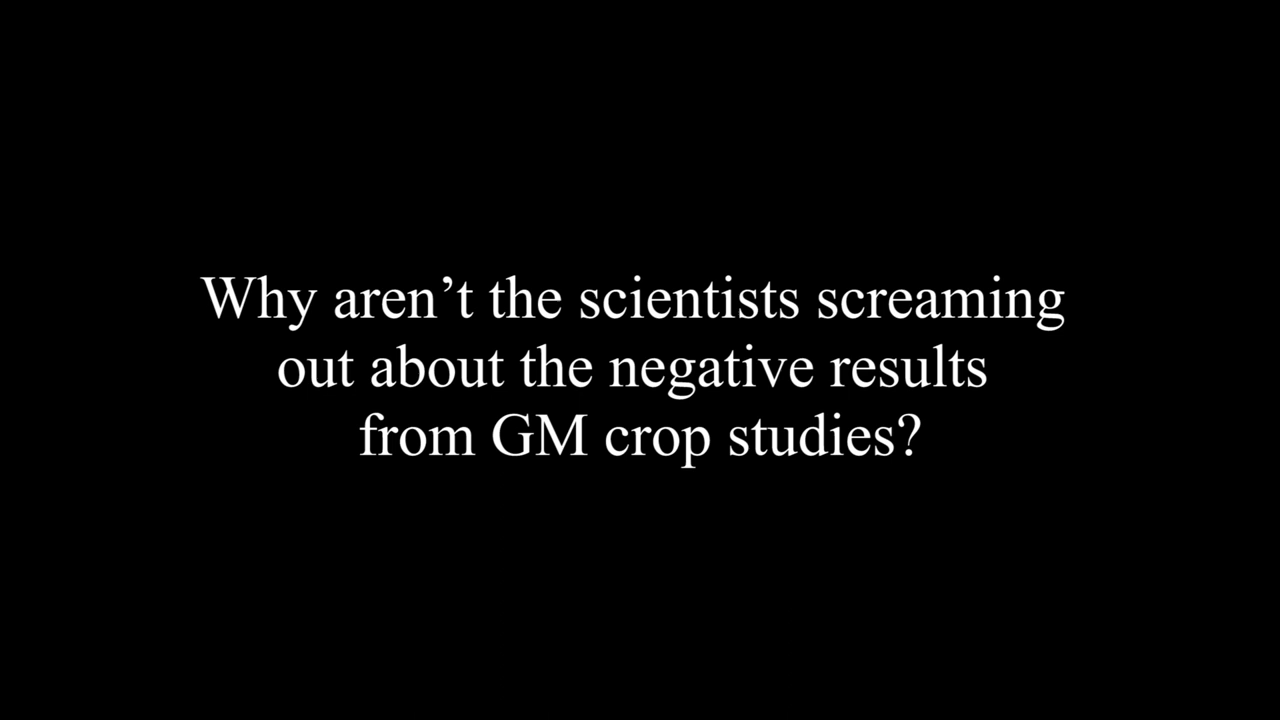 Why aren’t the scientists screaming
out about the negative results
from GM crop studies?